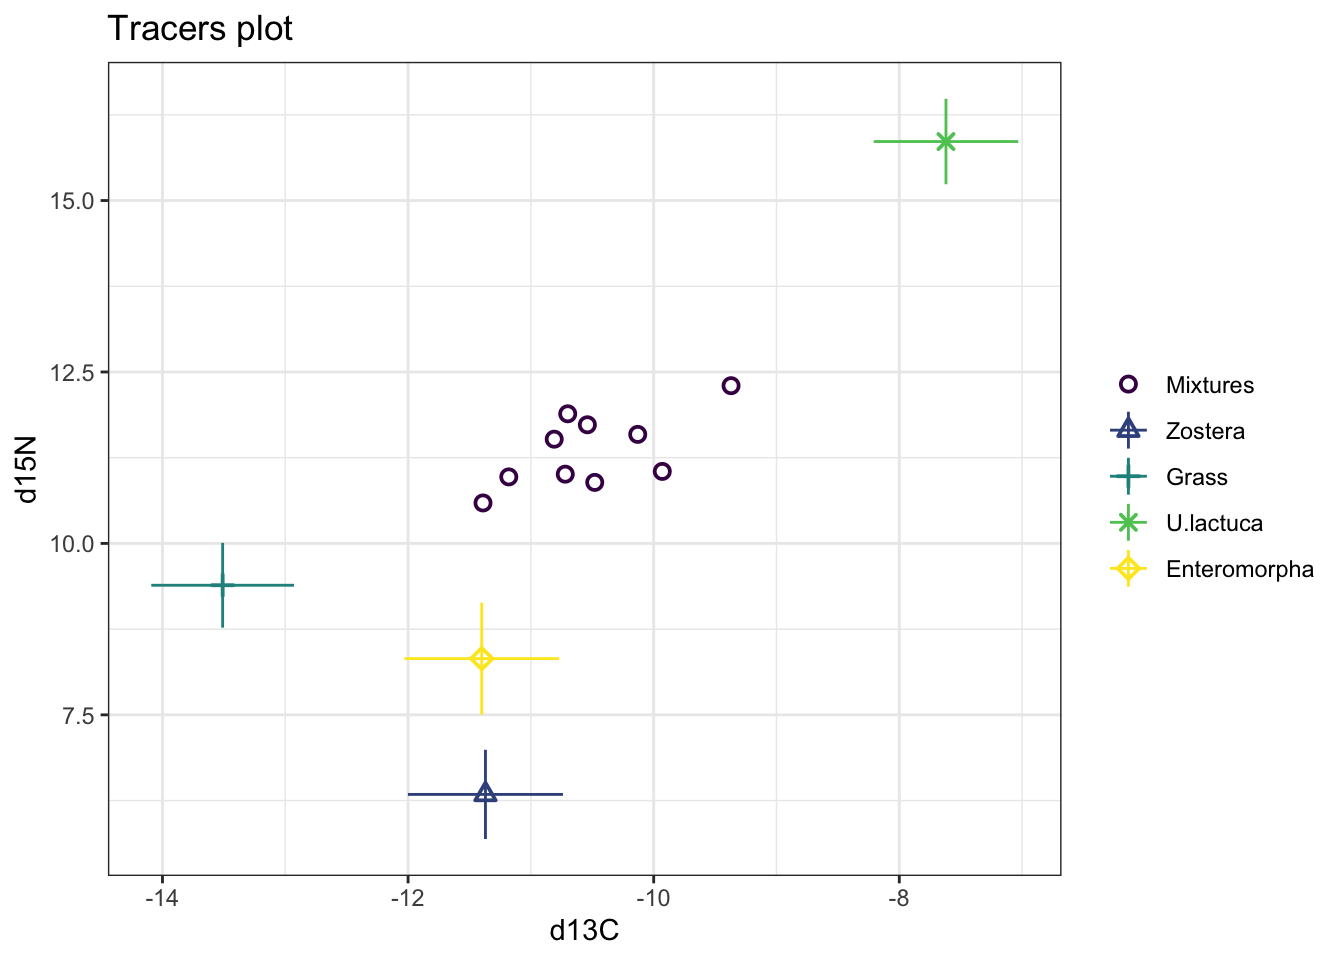 Tracers plot
15.0
12.5
10.0
7.5
d15N
-14
-12
-10
-8
d13C
Mixtures
Zostera
Grass
U.lactuca
Enteromorpha